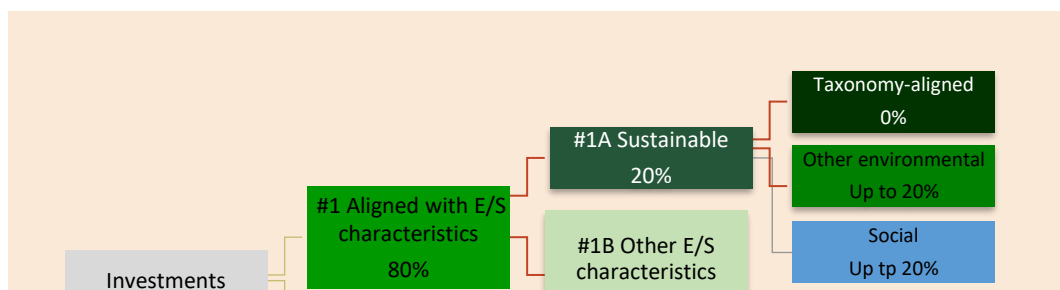 Investments
#1 Aligned with E/S
characteristics
80%
#1A Sustainable
20%
#1B Other E/S
characteristics
Taxonomy-aligned
0%
Other environmental
Up to 20%
Social
Up tp 20%